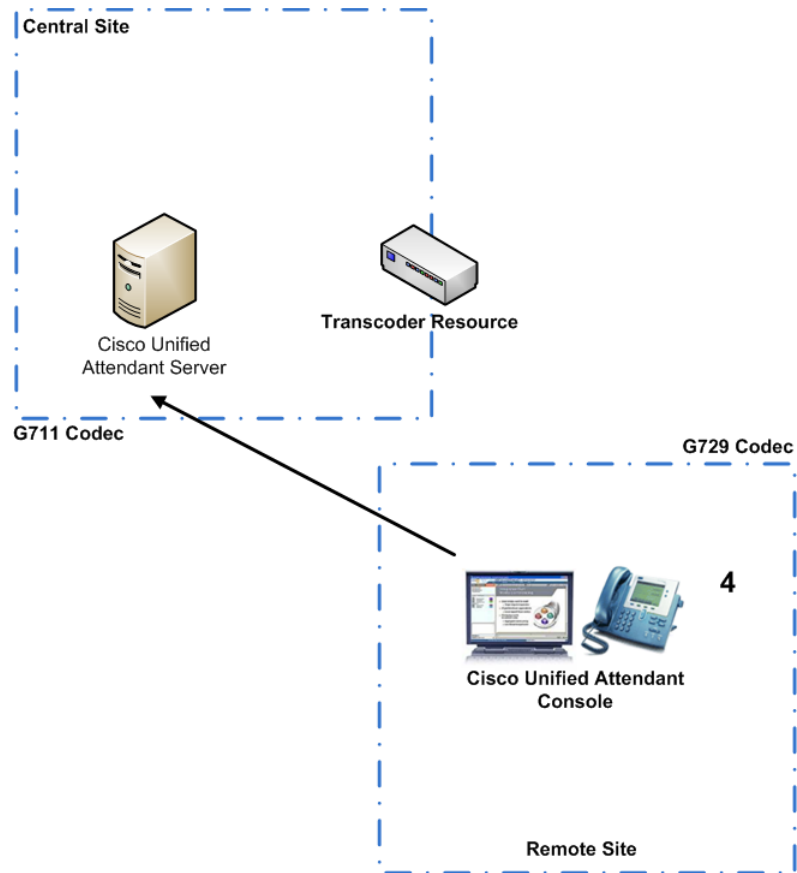 Central Site
Cisco Unified
Attendant Server
Transcoder Resource
G711 Codec
G729 Codec
4
Cisco Unified Attendant
Console
Remote Site